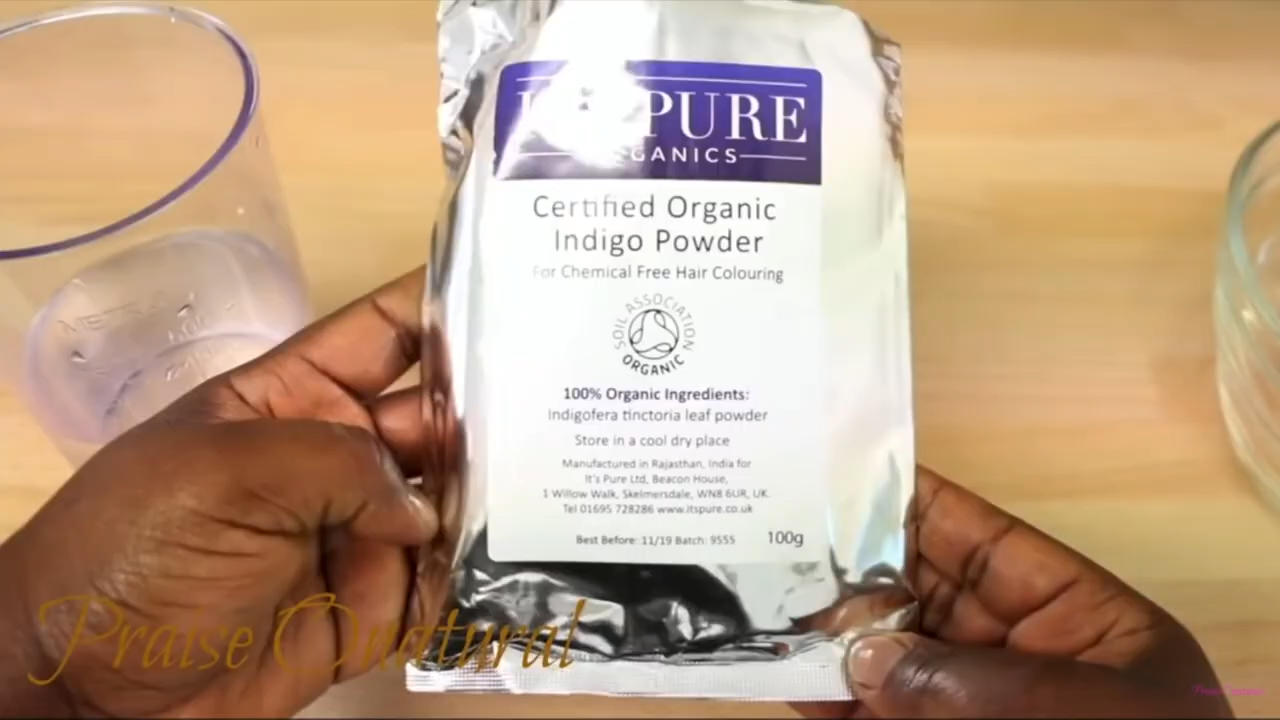 PURE
ORGANICS
Certified Organic
Indigo Powder
For Chemical Free Hair Colouring
SOIL ASSOCIATION
ORGANIC
100% Organic Ingredients:
Indigofera tinctoria leaf powder
Store in a cool dry place
Manufactured in Rajasthan, India for
It's Pure Ltd, Beacon House,
1 Willow Walk, Skelmersdale, WN8 6UR, UK.
Tel 01695 728286 www.itspure.co.uk
Best Before: 11/19 Batch: 9555
100g
Praise Onatural